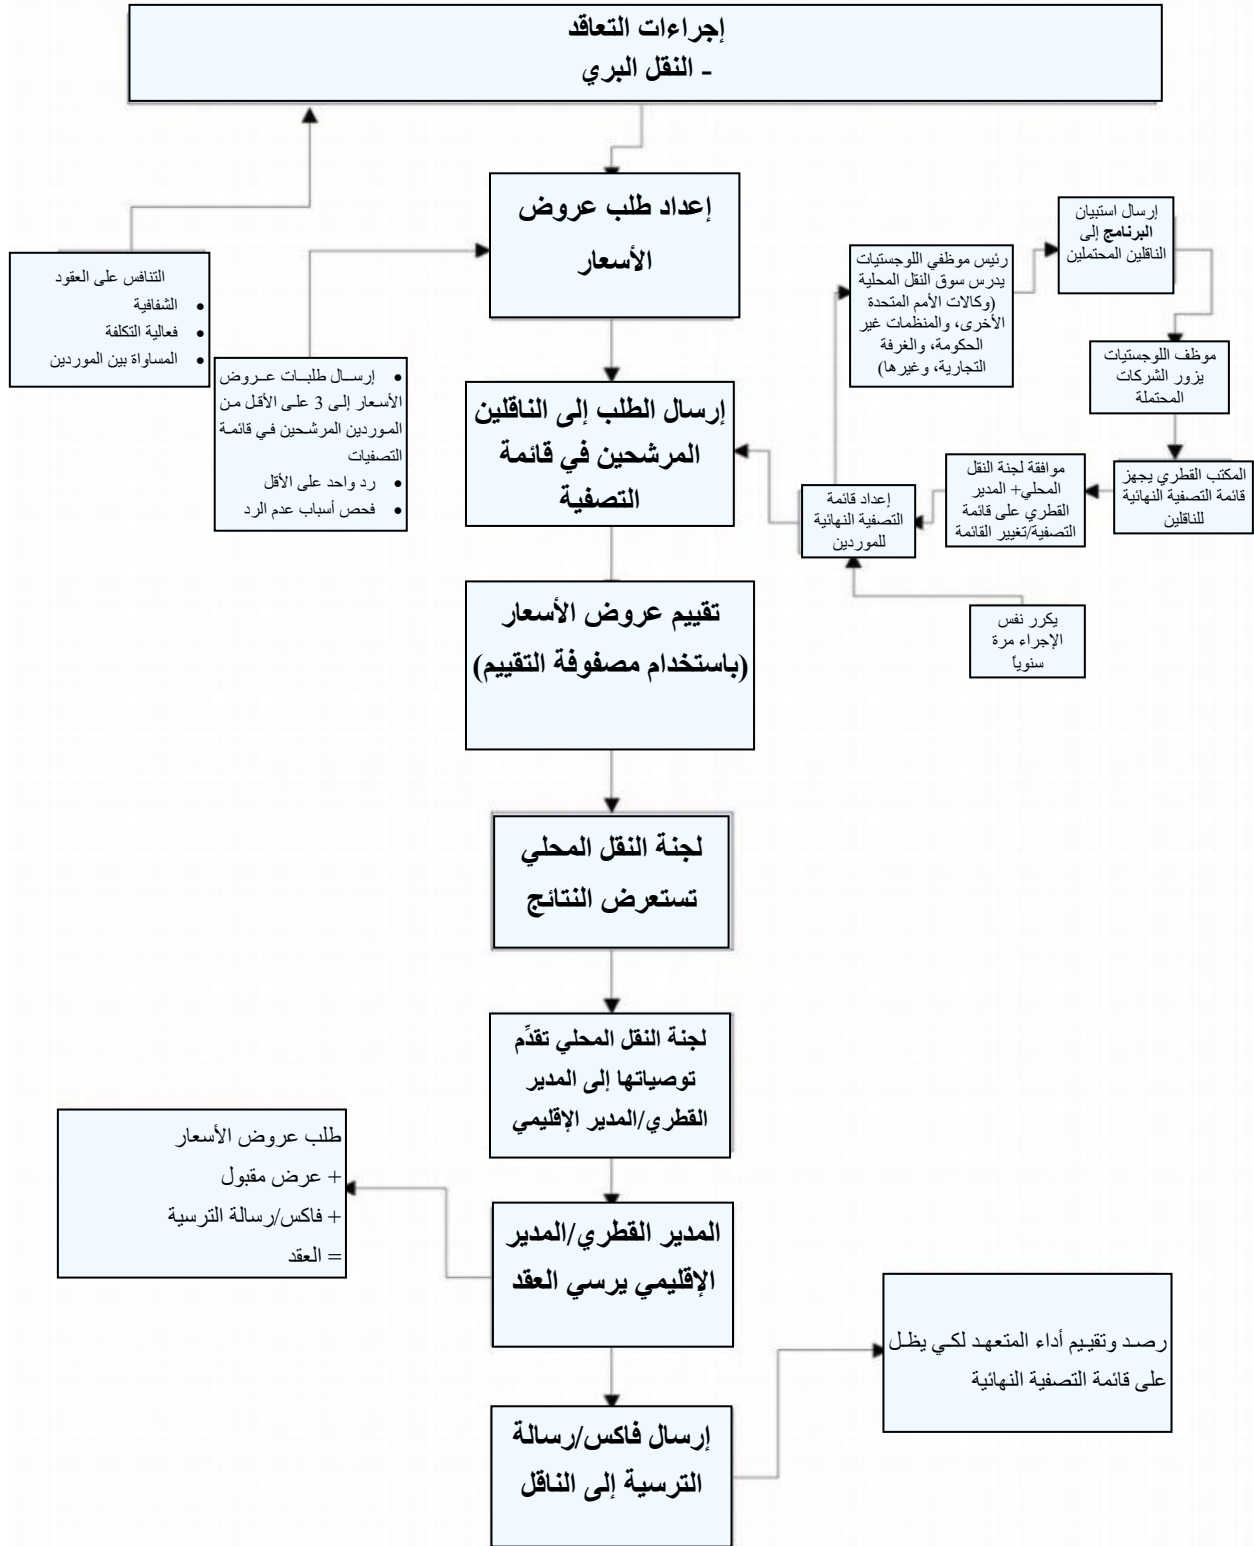 إجراءات التعاقد
- النقل البري
إعداد طلب عروض
الأسعار
التنافس على العقود
• الشفافية
• فعالية التكلفة
• المساواة بين الموردين
• إرسال طلبات عروض
الأسعار إلى 3 على الأقل من
الموردين المرشحين في قائمة
التصفيات
• رد واحد على الأقل
• فحص أسباب عدم الرد
رئيس موظفي اللوجستيات
يدرس سوق النقل المحلية
(وكالات الأمم المتحدة
الأخرى، والمنظمات غير
الحكومة، والغرفة
التجارية، وغيرها)
إرسال استبيان
البرنامج إلى
الناقلين المحتملين
موظف اللوجستيات
يزور الشركات
المحتملة
المكتب القطري يجهز
قائمة التصفية النهائية
للناقلين
موافقة لجنة النقل
المحلي+ المدير
القطري على قائمة
التصفية/تغيير القائمة
إعداد قائمة
التصفية النهائية
للموردين
يكرر نفس
الإجراء مرة
سنوياً
إرسال الطلب إلى الناقلين
المرشحين في قائمة
التصفية
تقييم عروض الأسعار
(باستخدام مصفوفة التقييم)
لجنة النقل المحلي
تستعرض النتائج
لجنة النقل المحلي تقدِّم
توصياتها إلى المدير
القطري/المدير الإقليمي
المدير القطري/المدير
الإقليمي يرسي العقد
طلب عروض الأسعار
+ عرض مقبول
+ فاكس/رسالة الترسية
= العقد
إرسال فاكس/رسالة
الترسية إلى الناقل
رصد وتقييم أداء المتعهد لكي يظل
على قائمة التصفية النهائية